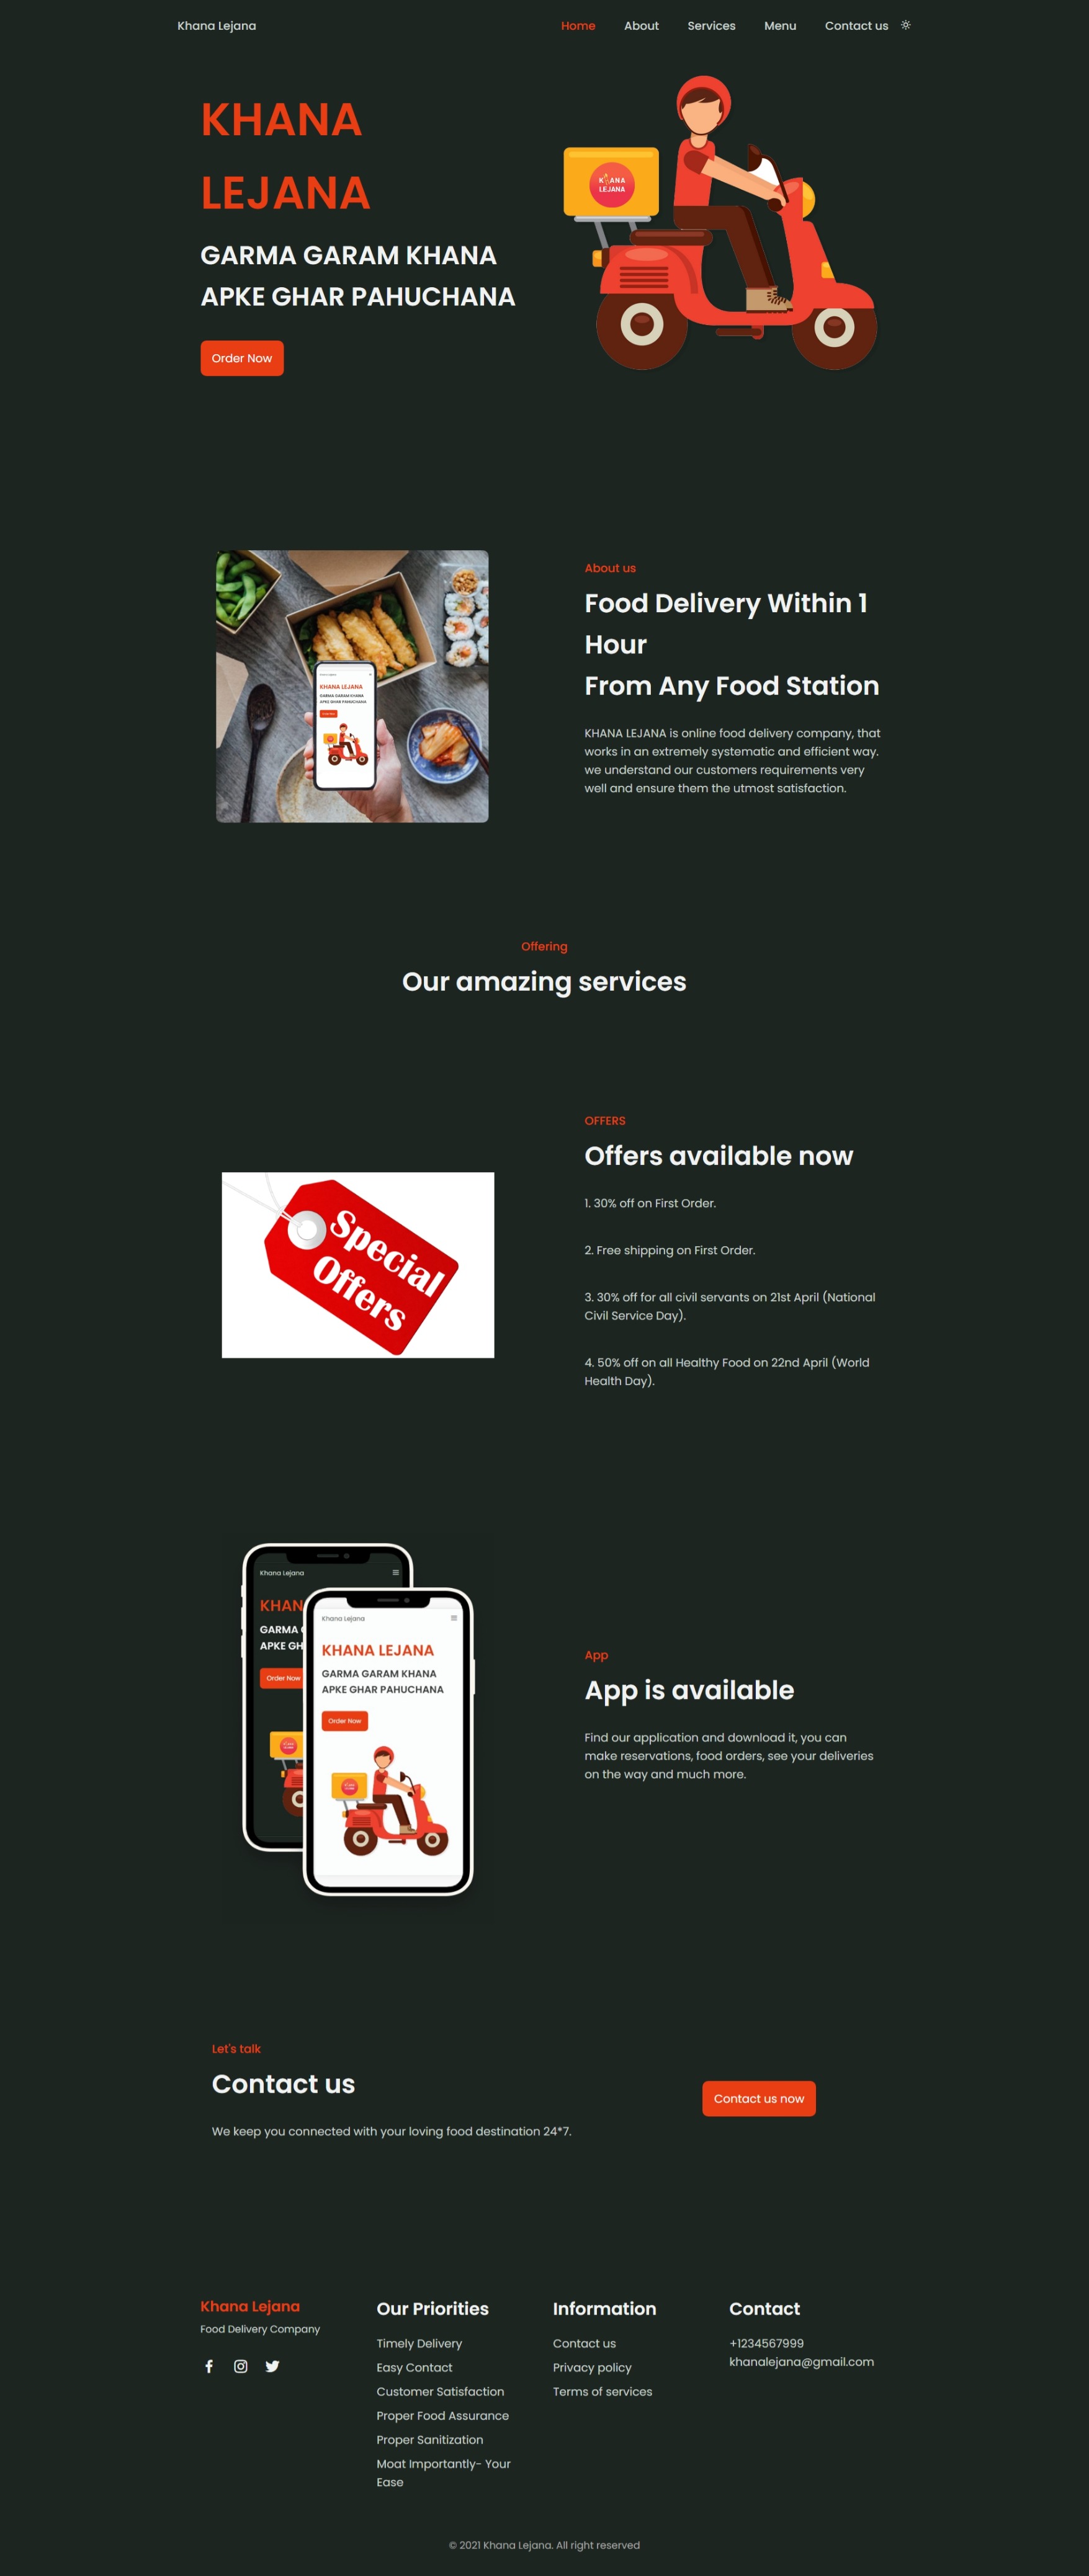 Khana Lejana
Home About Services Menu Contact us
KHANA
LEJANA
GARMA GARAM KHANA
APKE GHAR PAHUCHANA
Order Now
K ANA
LEJANA
KHANA LEJANA
GARMA GARAM KHANA
APKE GHAR PAHUCHANA
About us
Food Delivery Within 1
Hour
From Any Food Station
KHANA LEJANA is online food delivery company, that
works in an extremely systematic and efficient way.
we understand our customers requirements very
well and ensure them the utmost satisfaction.
Offering
Our amazing services
Special
Offers
OFFERS
Offers available now
1. 30% off on First Order.
2. Free shipping on First Order.
3. 30% off for all civil servants on 21st April (National
Civil Service Day).
4. 50% off on all Healthy Food on 22nd April (World
Health Day).
Khana Lejana
KHAN
GARMA
APKE GH
Order Now
Khana Lejana
KHANA LEJANA
GARMA GARAM KHANA
APKE GHAR PAHUCHANA
Order Now
App
App is available
Find our application and download it, you can
make reservations, food orders, see your deliveries
on the way and much more.
Let's talk
Contact us
We keep you connected with your loving food destination 24*7.
Contact us now
Khana Lejana
Food Delivery Company
Our Priorities
Timely Delivery
Easy Contact
Customer Satisfaction
Proper Food Assurance
Proper Sanitization
Moat Importantly- Your
Ease
Information
Contact us
Privacy policy
Terms of services
Contact
+1234567999
khanalejana@gmail.com
© 2021 Khana Lejana. All right reserved